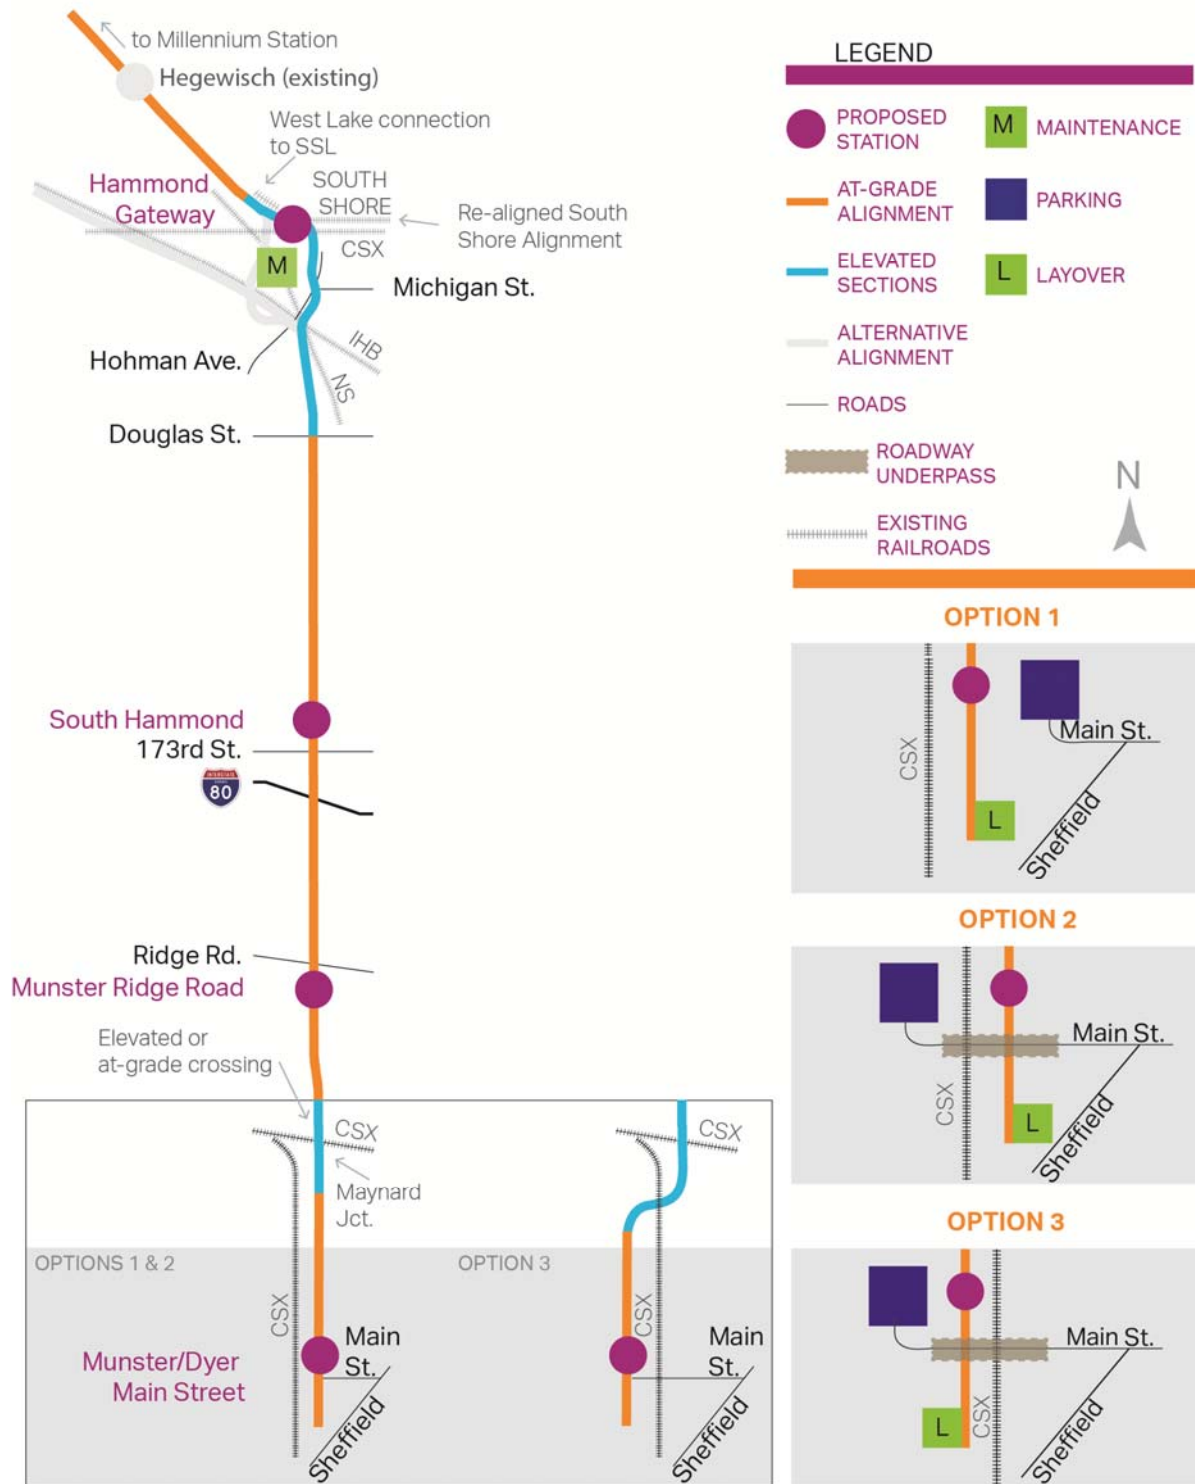 to Millennium Station
Hegewisch (existing)
West Lake connection
to SSL
Hammond
Gateway
SOUTH
SHORE
CSX
Re-aligned South
Shore Alignment
M
Michigan St.
IHB
Hohman Ave.
NS
Douglas St.
South Hammond
173rd St.
INTERSTATE
80
Ridge Rd.
Munster Ridge Road
Elevated or
at-grade crossing
CSX
Maynard
Jct.
OPTIONS 1 & 2
CSX
Main
St.
Munster/Dyer
Main Street
Sheffield
CSX
OPTION 3
CSX
Main
St.
Sheffield
LEGEND
PROPOSED
STATION
M
MAINTENANCE
AT-GRADE
ALIGNMENT
PARKING
ELEVATED
SECTIONS
L
LAYOVER
ALTERNATIVE
ALIGNMENT
ROADS
ROADWAY
UNDERPASS
N
EXISTING
RAILROADS
OPTION 1
CSX
Main St.
L
Sheffield
OPTION 2
Main St.
CSX
L
Sheffield
OPTION 3
Main St.
CSX
L
Sheffield